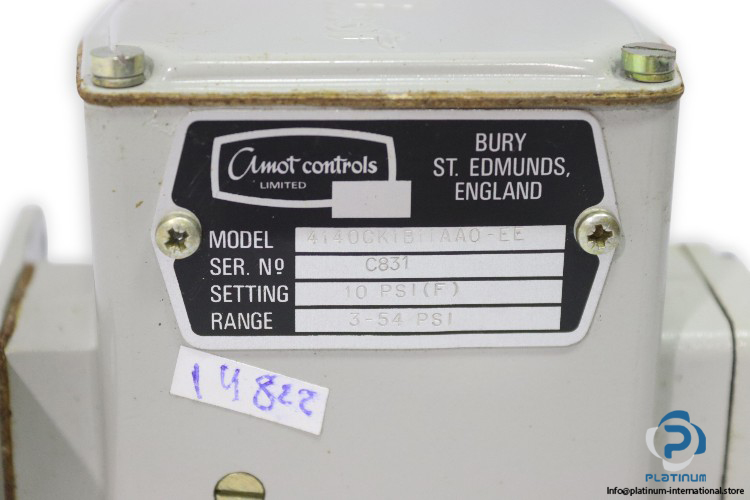 Amot controls
LIMITED
BURY
ST. EDMUNDS,
ENGLAND
MODEL
SER. Nº C831
SETTING 10 PSI(F)
RANGE 3-54 PSI
14822
P
PLATINUM
Info@platinum-international.store